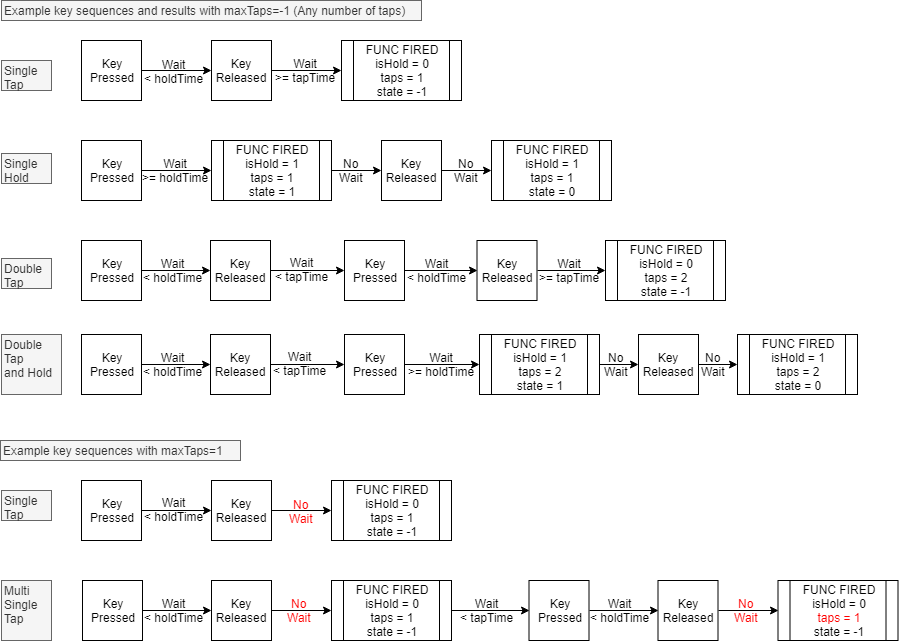 Example key sequences and results with maxTaps=-1 (Any number of taps)
Single
Tap
Key
Pressed
Wait
< holdTime
Key
Released
Wait
>= tapTime
FUNC FIRED
isHold = 0
taps = 1
state = -1
Single
Hold
Key
Pressed
Wait
>= holdTime
FUNC FIRED
isHold = 1
taps = 1
state = 1
No
Wait
Key
Released
No
Wait
FUNC FIRED
isHold = 1
taps = 1
state = 0
Double
Tap
Key
Pressed
Wait
< holdTime
Key
Released
Wait
< tapTime
Key
Pressed
Wait
< holdTime
Key
Released
Wait
>= tapTime
FUNC FIRED
isHold = 0
taps = 2
state = -1
Double
Tap
and Hold
Key
Pressed
Wait
< holdTime
Key
Released
Wait
< tapTime
Key
Pressed
Wait
>= holdTime
FUNC FIRED
isHold = 1
taps = 2
state = 1
No
Wait
Key
Released
No
Wait
FUNC FIRED
isHold = 1
taps = 2
state = 0
Example key sequences with maxTaps=1
Single
Tap
Key
Pressed
Wait
< holdTime
Key
Released
No
Wait
FUNC FIRED
isHold = 0
taps = 1
state = -1
Multi
Single
Tap
Key
Pressed
Wait
< holdTime
Key
Released
No
Wait
FUNC FIRED
isHold = 0
taps = 1
state = -1
Wait
< tapTime
Key
Pressed
Wait
< holdTime
Key
Released
No
Wait
FUNC FIRED
isHold = 0
taps = 1
state = -1